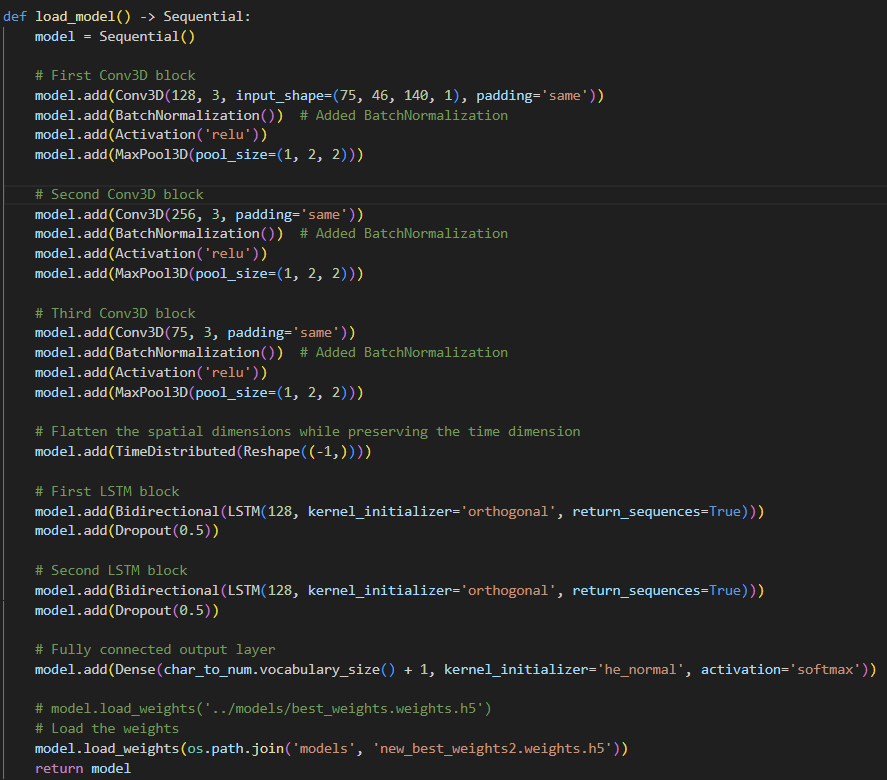 def load_model() -> Sequential:
    model = Sequential()

    # First Conv3D block
    model.add(Conv3D(128, 3, input_shape=(75, 46, 140, 1), padding='same'))
    model.add(BatchNormalization())  # Added BatchNormalization
    model.add(Activation('relu'))
    model.add(MaxPool3D(pool_size=(1, 2, 2)))

    # Second Conv3D block
    model.add(Conv3D(256, 3, padding='same'))
    model.add(BatchNormalization())  # Added BatchNormalization
    model.add(Activation('relu'))
    model.add(MaxPool3D(pool_size=(1, 2, 2)))

    # Third Conv3D block
    model.add(Conv3D(75, 3, padding='same'))
    model.add(BatchNormalization())  # Added BatchNormalization
    model.add(Activation('relu'))
    model.add(MaxPool3D(pool_size=(1, 2, 2)))

    # Flatten the spatial dimensions while preserving the time dimension
    model.add(TimeDistributed(Reshape((-1,))))

    # First LSTM block
    model.add(Bidirectional(LSTM(128, kernel_initializer='orthogonal', return_sequences=True)))
    model.add(Dropout(0.5))

    # Second LSTM block
    model.add(Bidirectional(LSTM(128, kernel_initializer='orthogonal', return_sequences=True)))
    model.add(Dropout(0.5))

    # Fully connected output layer
    model.add(Dense(char_to_num.vocabulary_size() + 1, kernel_initializer='he_normal', activation='softmax'))

    # model.load_weights('../models/best_weights.weights.h5')
    # Load the weights
    model.load_weights(os.path.join('models', 'new_best_weights2.weights.h5'))
    return model